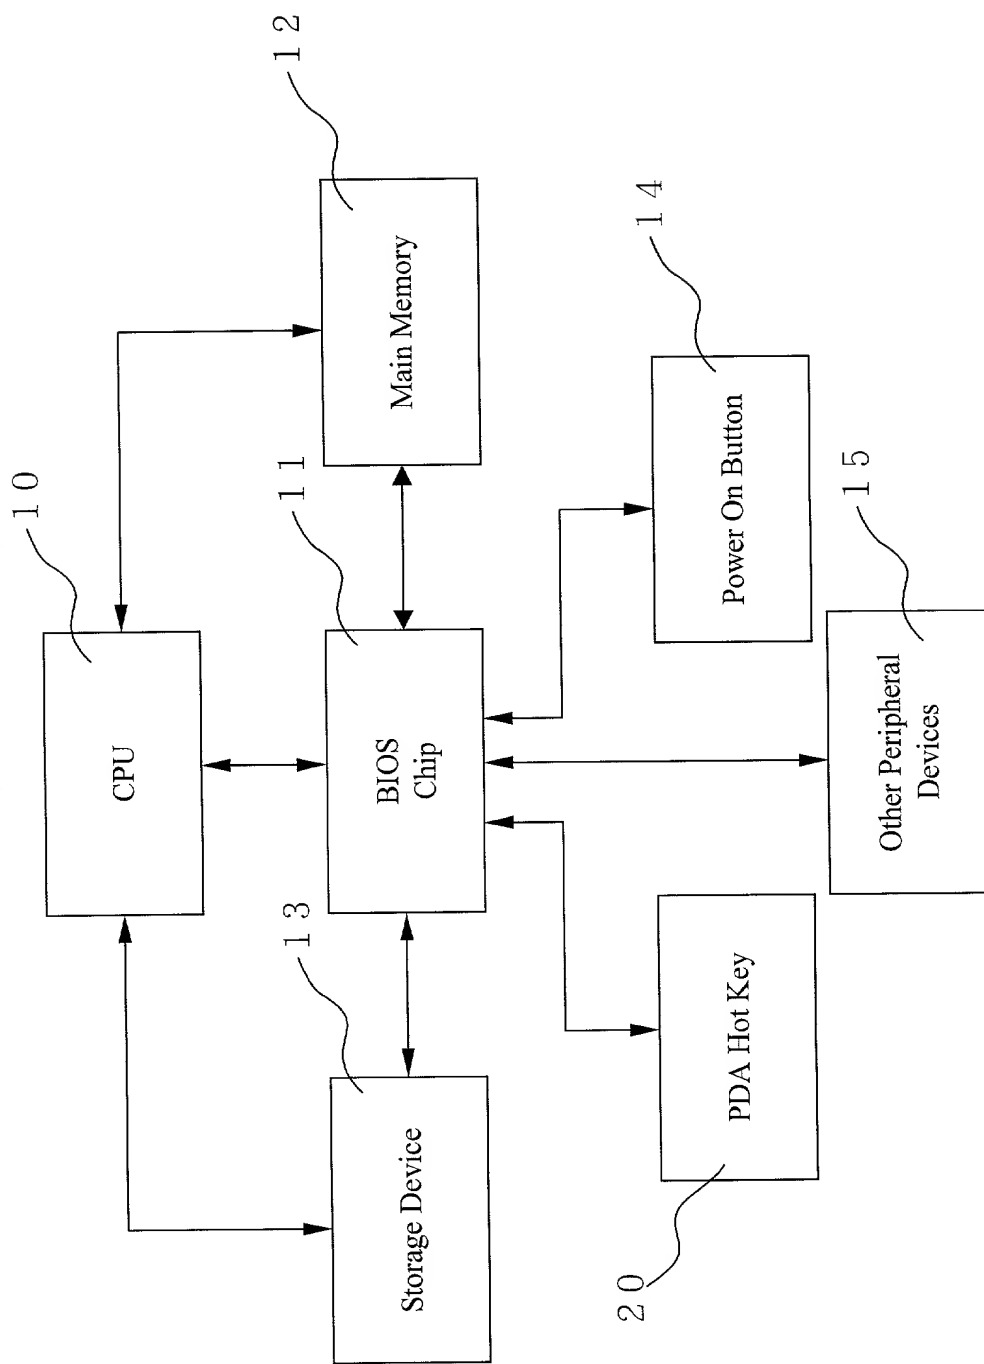 10
CPU
12
Main Memory
11
BIOS
Chip
13
Storage Device
14
Power On Button
15
Other Peripheral
Devices
PDA Hot Key
20